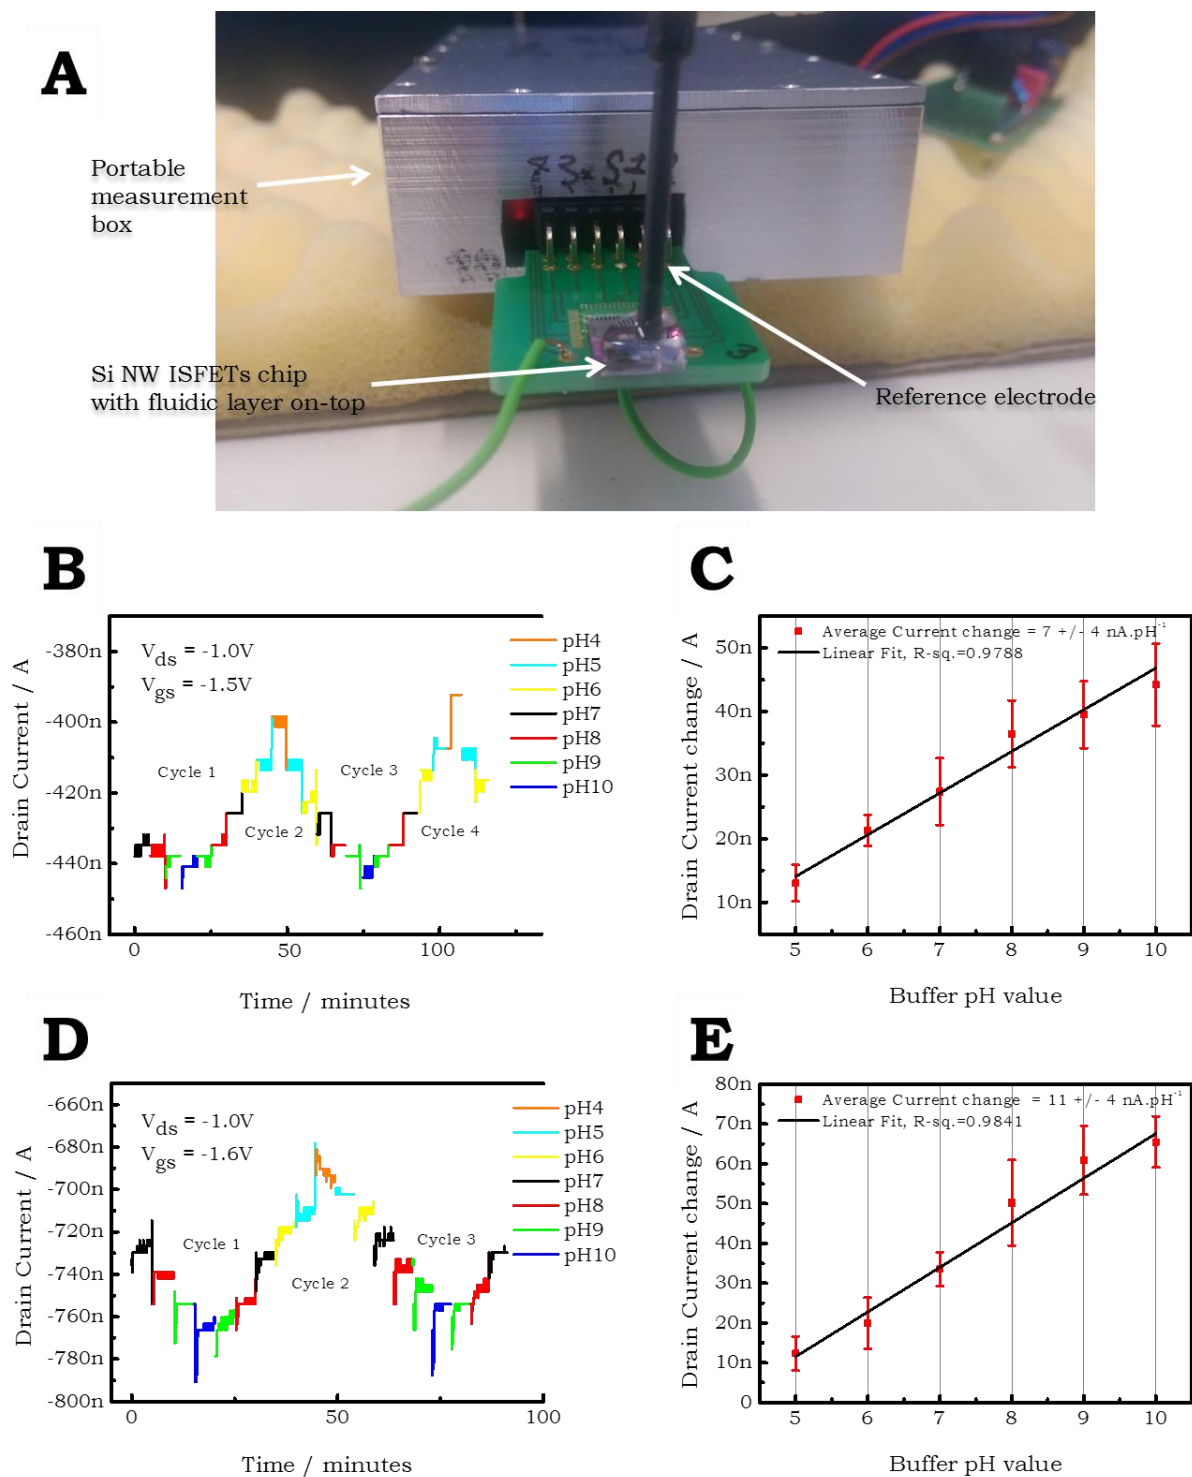 A
Portable
measurement
box
Si NW ISFETs chip
with fluidic layer on-top
Reference electrode
3
B
V_ds = -1.0V
V_gs = -1.5V
Drain Current / A
-380n
-400n
-420n
-440n
-460n
Cycle 1
Cycle 2
Cycle 3
Cycle 4
pH4
pH5
pH6
pH7
pH8
pH9
pH10
0
50
100
Time / minutes
C
Average Current change = 7 +/- 4 nA.pH⁻¹
Linear Fit, R-sq.=0.9788
Drain Current change / A
50n
40n
30n
20n
10n
5
6
7
8
9
10
Buffer pH value
D
V_ds = -1.0V
V_gs = -1.6V
Drain Current / A
-660n
-680n
-700n
-720n
-740n
-760n
-780n
-800n
Cycle 1
Cycle 2
Cycle 3
pH4
pH5
pH6
pH7
pH8
pH9
pH10
0
50
100
Time / minutes
E
Average Current change = 11 +/- 4 nA.pH⁻¹
Linear Fit, R-sq.=0.9841
Drain Current change / A
80n
70n
60n
50n
40n
30n
20n
10n
0
5
6
7
8
9
10
Buffer pH value